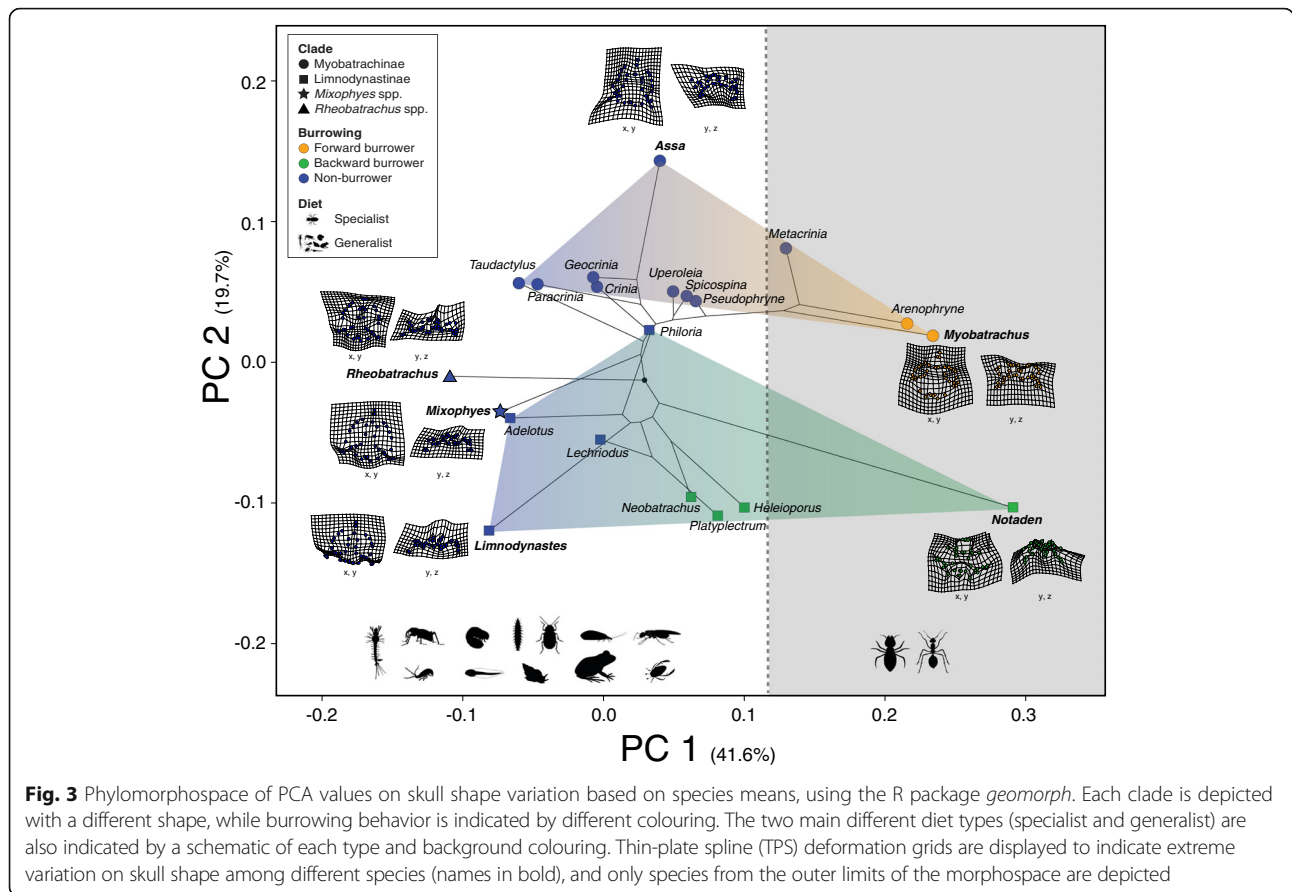 Clade
Myobatrachinae
Limnodynastinae
Mixophyes spp.
Rheobatrachus spp.
Burrowing
Forward burrower
Backward burrower
Non-burrower
Diet
Specialist
Generalist
PC 2 (19.7%)
0.2
0.1
0.0
-0.1
-0.2
x, y
y, z
Assa
Metacrinia
Taudactylus
Geocrinia
Uperoleia
Paracrinia
Crinia
Spicospina
Pseudophryne
Arenophryne
Philoria
Myobatrachus
x, y
y, z
Rheobatrachus
x, y
y, z
Mixophyes
Adelotus
x, y
y, z
Lechriodus
Neobatrachus
Heleioporus
Platyplectrum
Notaden
Limnodynastes
x, y
y, z
x, y
y, z
-0.2
-0.1
0.0
0.1
0.2
0.3
PC 1 (41.6%)
Fig. 3 Phylomorphospace of PCA values on skull shape variation based on species means, using the R package geomorph. Each clade is depicted
with a different shape, while burrowing behavior is indicated by different colouring. The two main different diet types (specialist and generalist) are
also indicated by a schematic of each type and background colouring. Thin-plate spline (TPS) deformation grids are displayed to indicate extreme
variation on skull shape among different species (names in bold), and only species from the outer limits of the morphospace are depicted